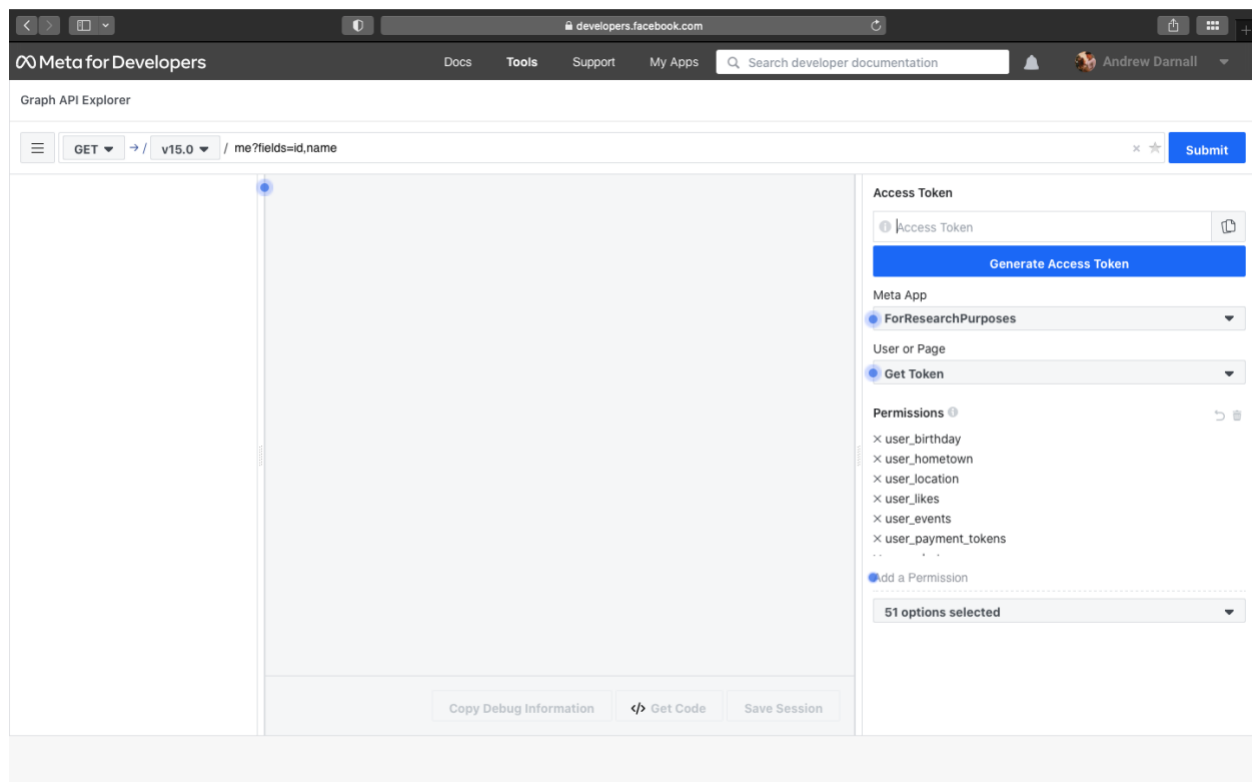 developers.facebook.com
Meta for Developers
Docs Tools Support My Apps Search developer documentation Andrew Darnall
Graph API Explorer
GET → / v15.0 / me?fields=id,name × Submit
Access Token
Access Token
Generate Access Token
Meta App
ForResearchPurposes
User or Page
Get Token
Permissions
× user_birthday
× user_hometown
× user_location
× user_likes
× user_events
× user_payment_tokens
Add a Permission
51 options selected
Copy Debug Information </> Get Code Save Session